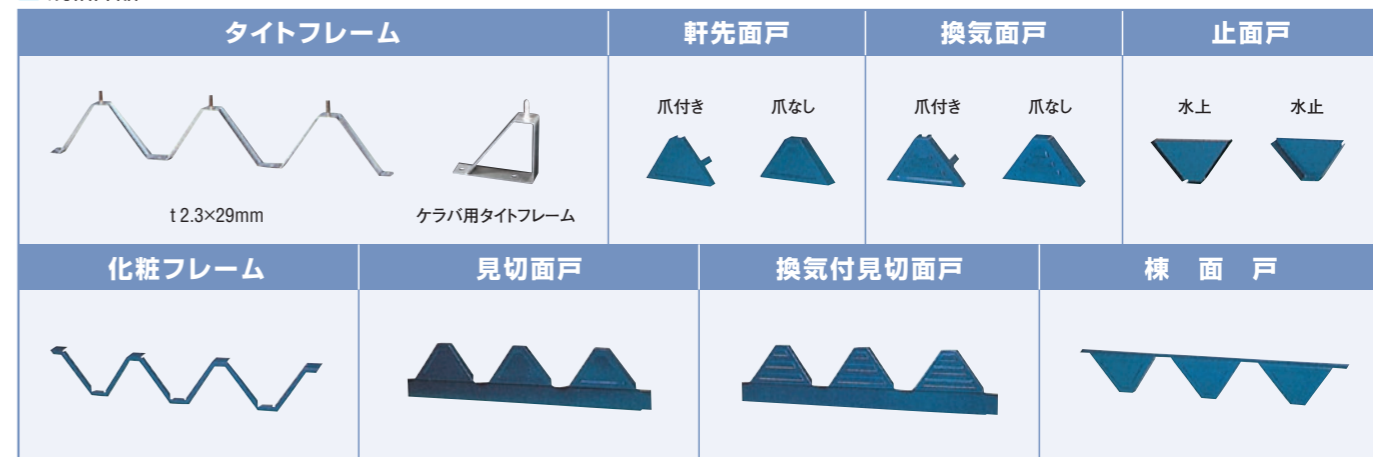 タイトフレーム
軒先面戸
換気面戸
止面戸
爪付き
爪なし
爪付き
爪なし
水上
水止
t 2.3×29mm
ケラバ用タイトフレーム
化粧フレーム
見切面戸
換気付見切面戸
棟 面 戸